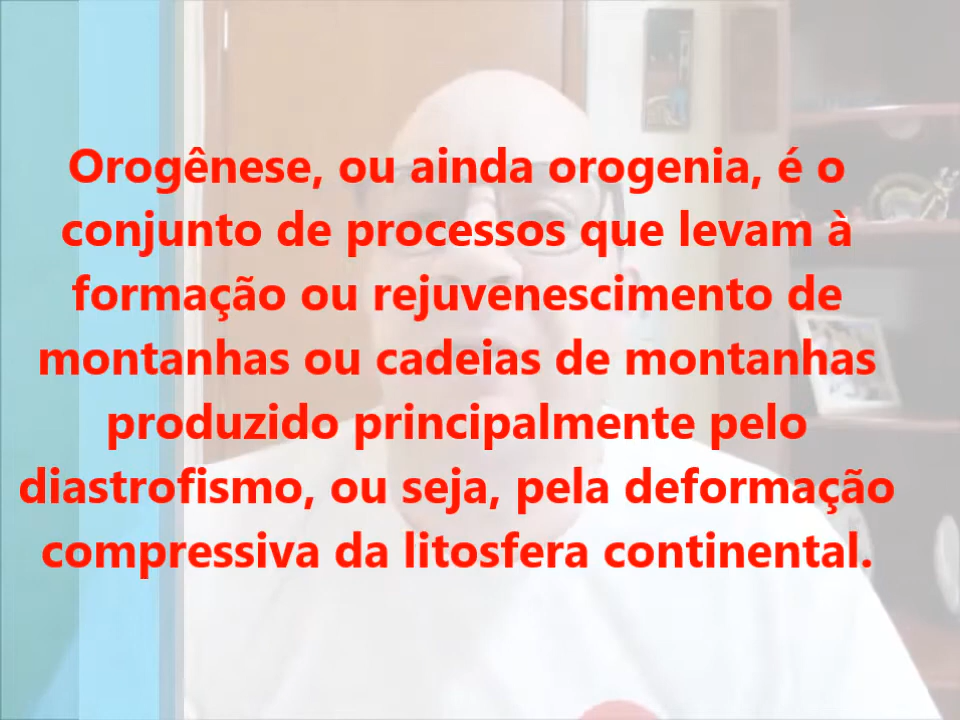 Orogênese, ou ainda orogenia, é o
conjunto de processos que levam à
formação ou rejuvenescimento de
montanhas ou cadeias de montanhas
produzido principalmente pelo
diastrofismo, ou seja, pela deformação
compressiva da litosfera continental.